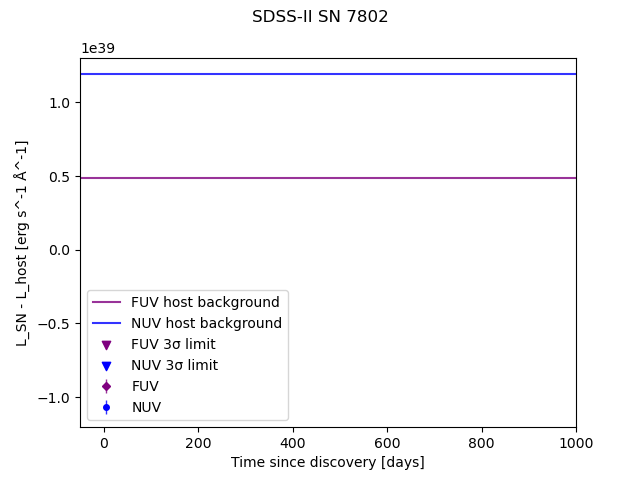 SDSS-II SN 7802
1e39
1.0
0.5
0.0
−0.5
−1.0
L_SN - L_host [erg s^-1 Å^-1]
FUV host background
NUV host background
FUV 3σ limit
NUV 3σ limit
FUV
NUV
0 200 400 600 800 1000
Time since discovery [days]